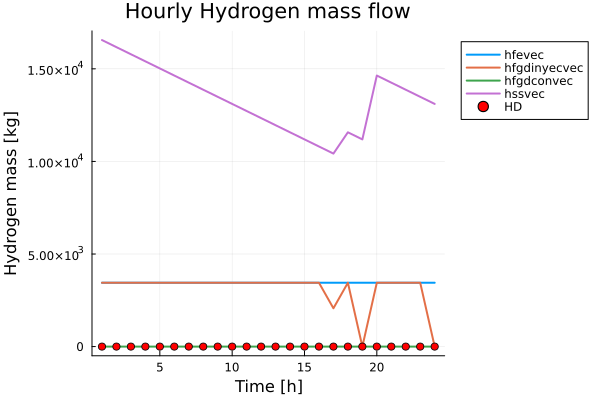 Hourly Hydrogen mass flow
Hydrogen mass [kg]
1.50×10⁴
1.00×10⁴
5.00×10³
0
5 10 15 20
Time [h]
hfevec
hfgdinyecvec
hfgdconvec
hssvec
HD